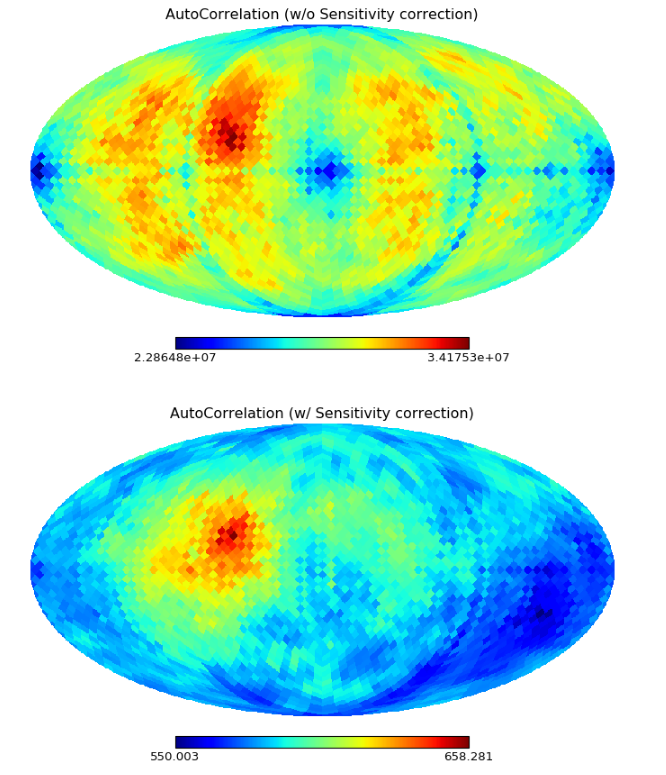 AutoCorrelation (w/o Sensitivity correction)
2.28648e+07 3.41753e+07
AutoCorrelation (w/ Sensitivity correction)
550.003 658.281